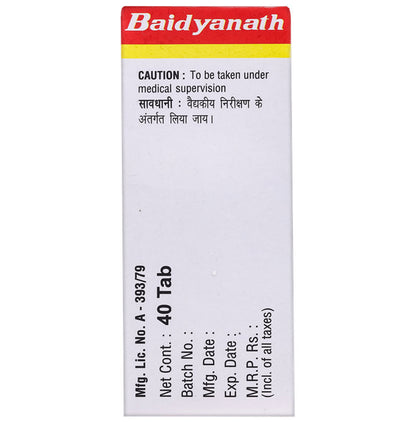 Baidyanath
CAUTION : To be taken under
medical supervision
सावधानी : वैद्यकीय निरीक्षण के
अंतर्गत लिया जाय।
Mfg. Lic. No. A - 393/79
Net Cont. : 40 Tab
Batch No. :
Mfg. Date :
Exp. Date :
M.R.P. Rs. :
(Incl. of all taxes)